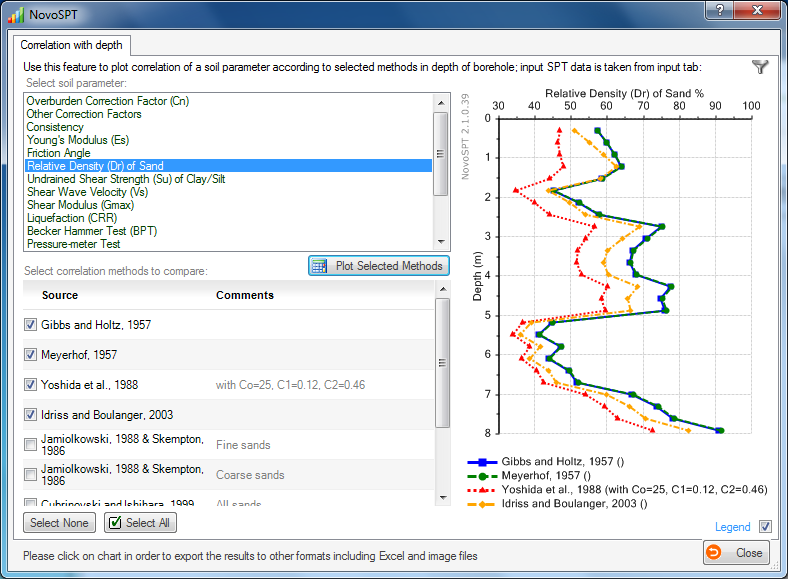 NovoSPT
?
Correlation with depth
Use this feature to plot correlation of a soil parameter according to selected methods in depth of borehole; input SPT data is taken from input tab:
Select soil parameter:
Overburden Correction Factor (Cn)
Other Correction Factors
Consistency
Young's Modulus (Es)
Friction Angle
Relative Density (Dr) of Sand
Undrained Shear Strength (Su) of Clay/Silt
Shear Wave Velocity (Vs)
Shear Modulus (Gmax)
Liquefaction (CRR)
Becker Hammer Test (BPT)
Pressure-meter Test
Select correlation methods to compare:
Plot Selected Methods
Source Comments
Gibbs and Holtz, 1957
Meyerhof, 1957
Yoshida et al., 1988 with Co=25, C1=0.12, C2=0.46
Idriss and Boulanger, 2003
Jamiolkowski, 1988 & Skempton,
1986
Fine sands
Jamiolkowski, 1988 & Skempton,
1986
Coarse sands
Cubrinovski and Ishihara, 1999 All sands
Select None
Select All
NovoSPT 2.1.0.39
Relative Density (Dr) of Sand %
30 40 50 60 70 80 90 100
Depth (m)
0
1
2
3
4
5
6
7
8
Gibbs and Holtz, 1957 ()
Meyerhof, 1957 ()
Yoshida et al., 1988 (with Co=25, C1=0.12, C2=0.46)
Idriss and Boulanger, 2003 ()
Legend
Please click on chart in order to export the results to other formats including Excel and image files
Close